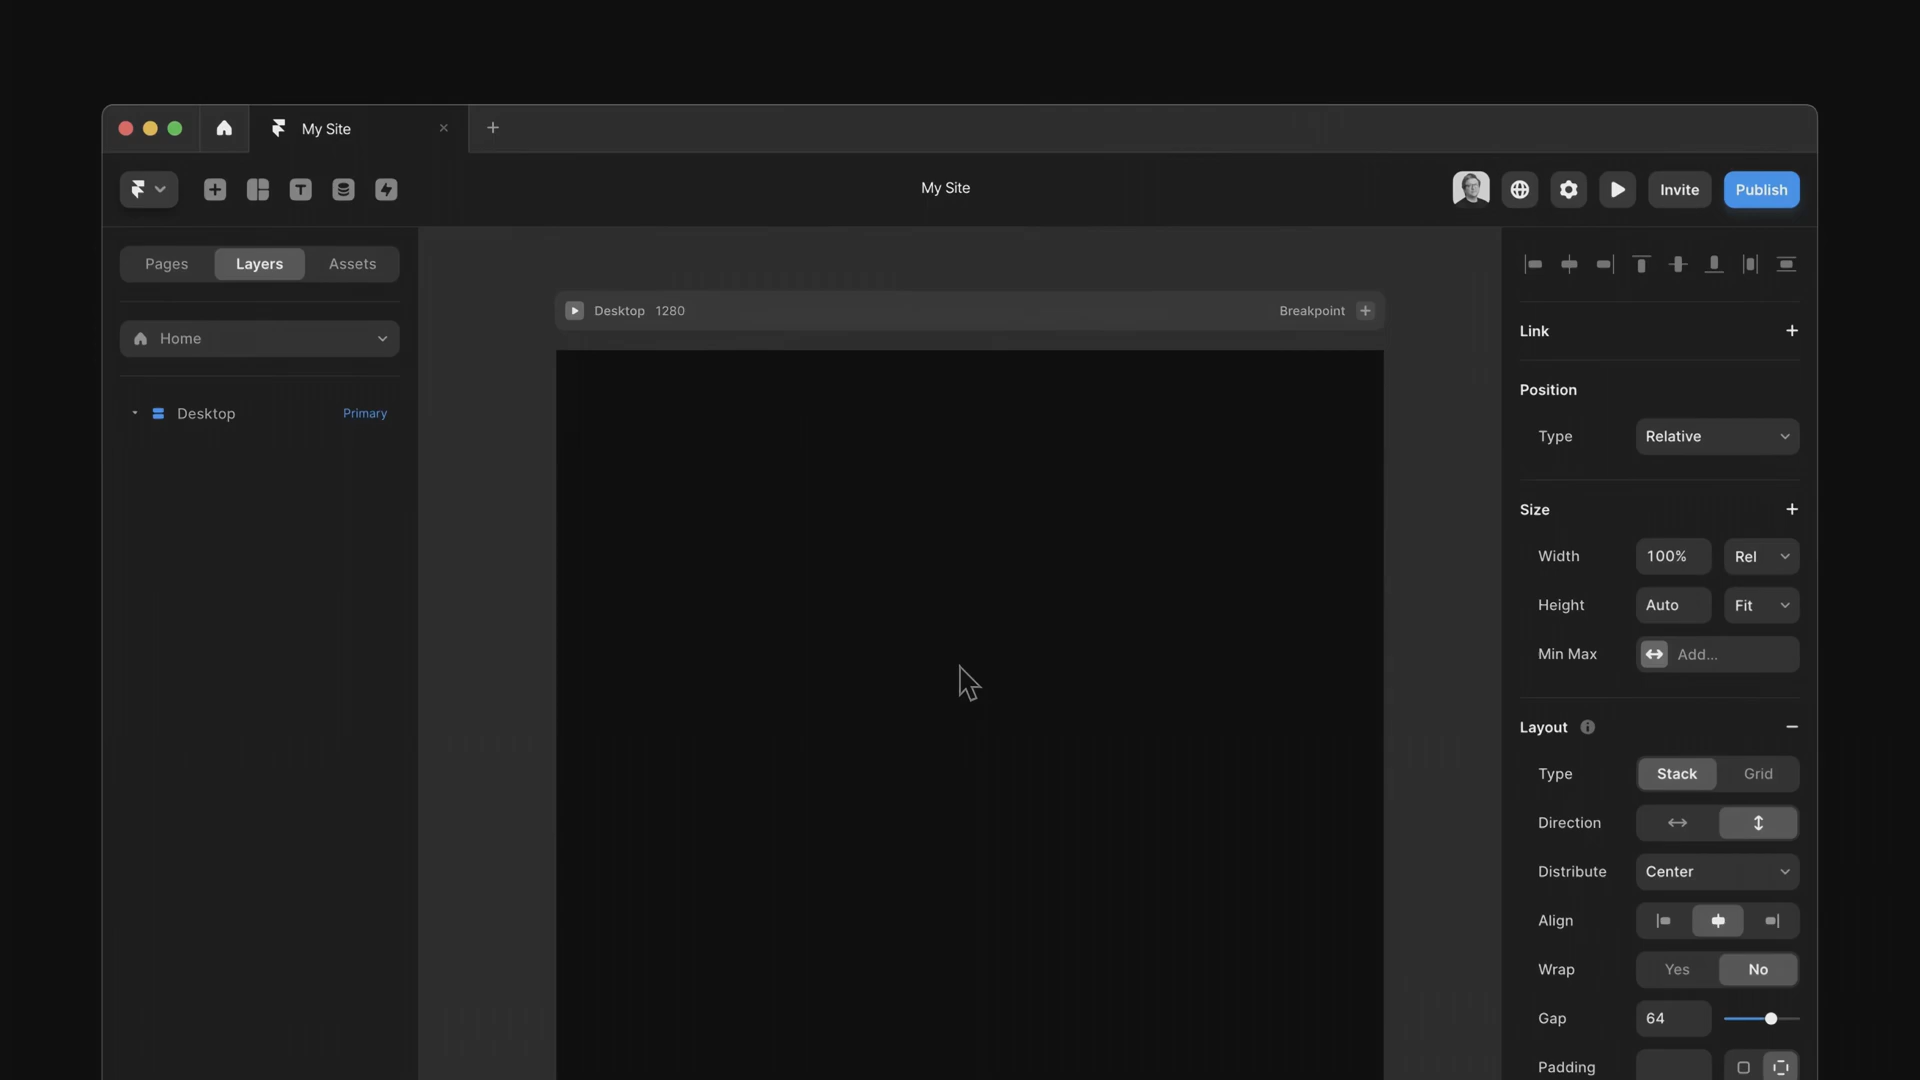 My Site
My Site
Invite
Publish
Pages
Layers
Assets
Home
Desktop
Primary
Desktop 1280
Breakpoint
Link
Position
Type
Relative
Size
Width
100%
Rel
Height
Auto
Fit
Min Max
Add...
Layout
Type
Stack
Grid
Direction
Distribute
Center
Align
Wrap
Yes
No
Gap
64
Padding